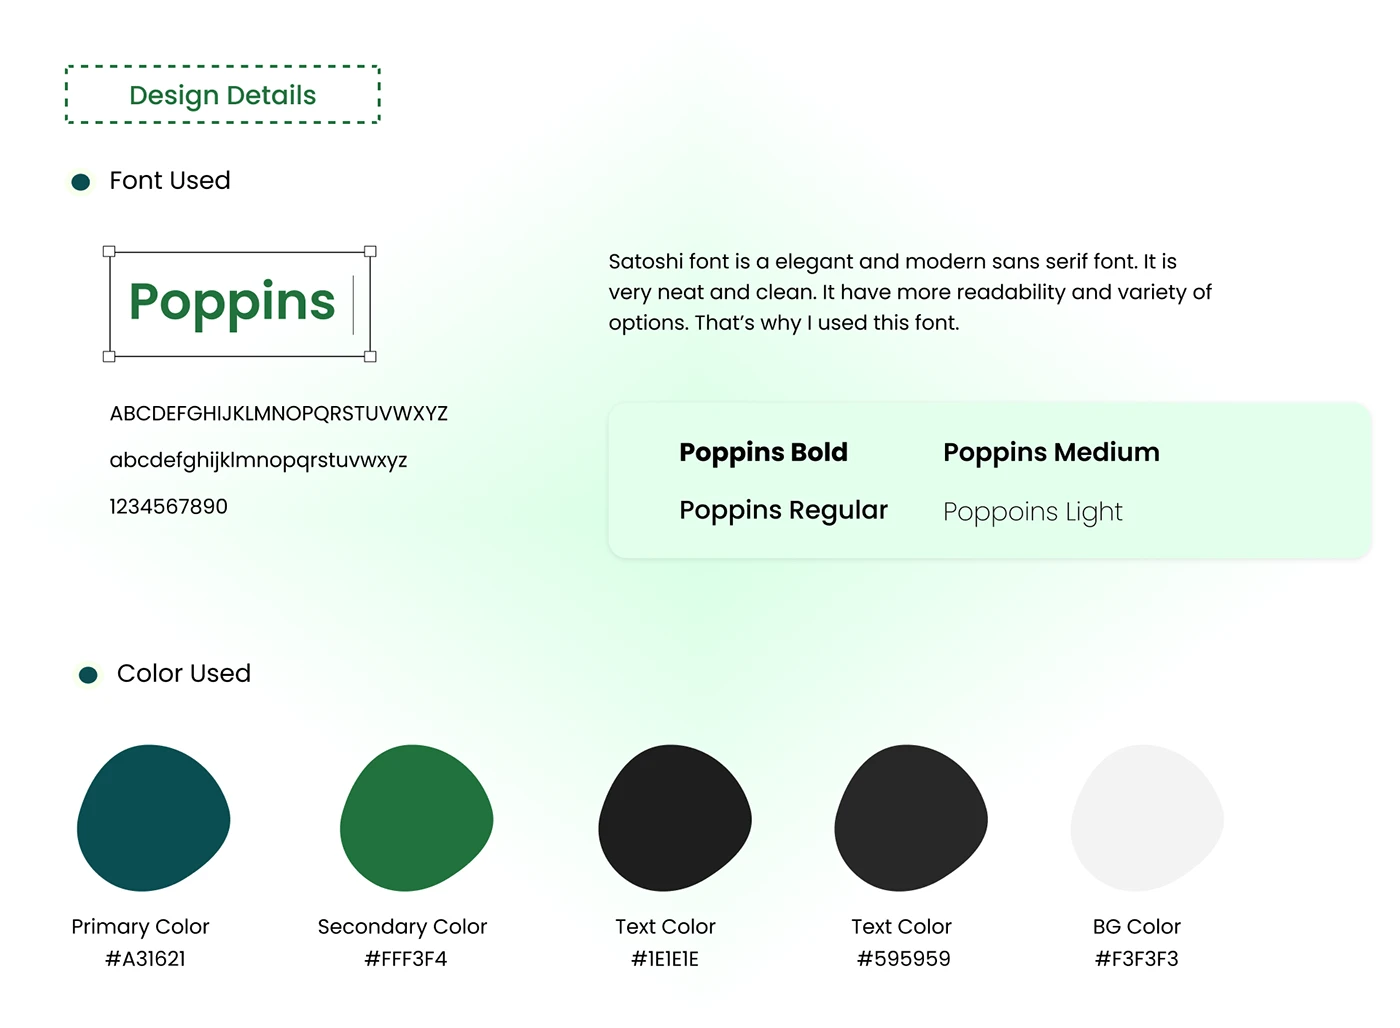 Design Details
Font Used
Poppins
Satoshi font is a elegant and modern sans serif font. It is
very neat and clean. It have more readability and variety of
options. That’s why I used this font.
ABCDEFGHIJKLMNOPQRSTUVWXYZ
abcdefghijklmnopqrstuvwxyz
1234567890
Poppins Bold
Poppins Medium
Poppins Regular
Poppoins Light
Color Used
Primary Color
#A31621
Secondary Color
#FFF3F4
Text Color
#1E1E1E
Text Color
#595959
BG Color
#F3F3F3